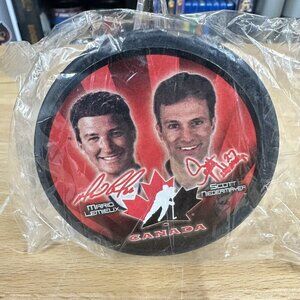 MARIO
LEMIEUX
SCOTT
NIEDERMAYER
CANADA